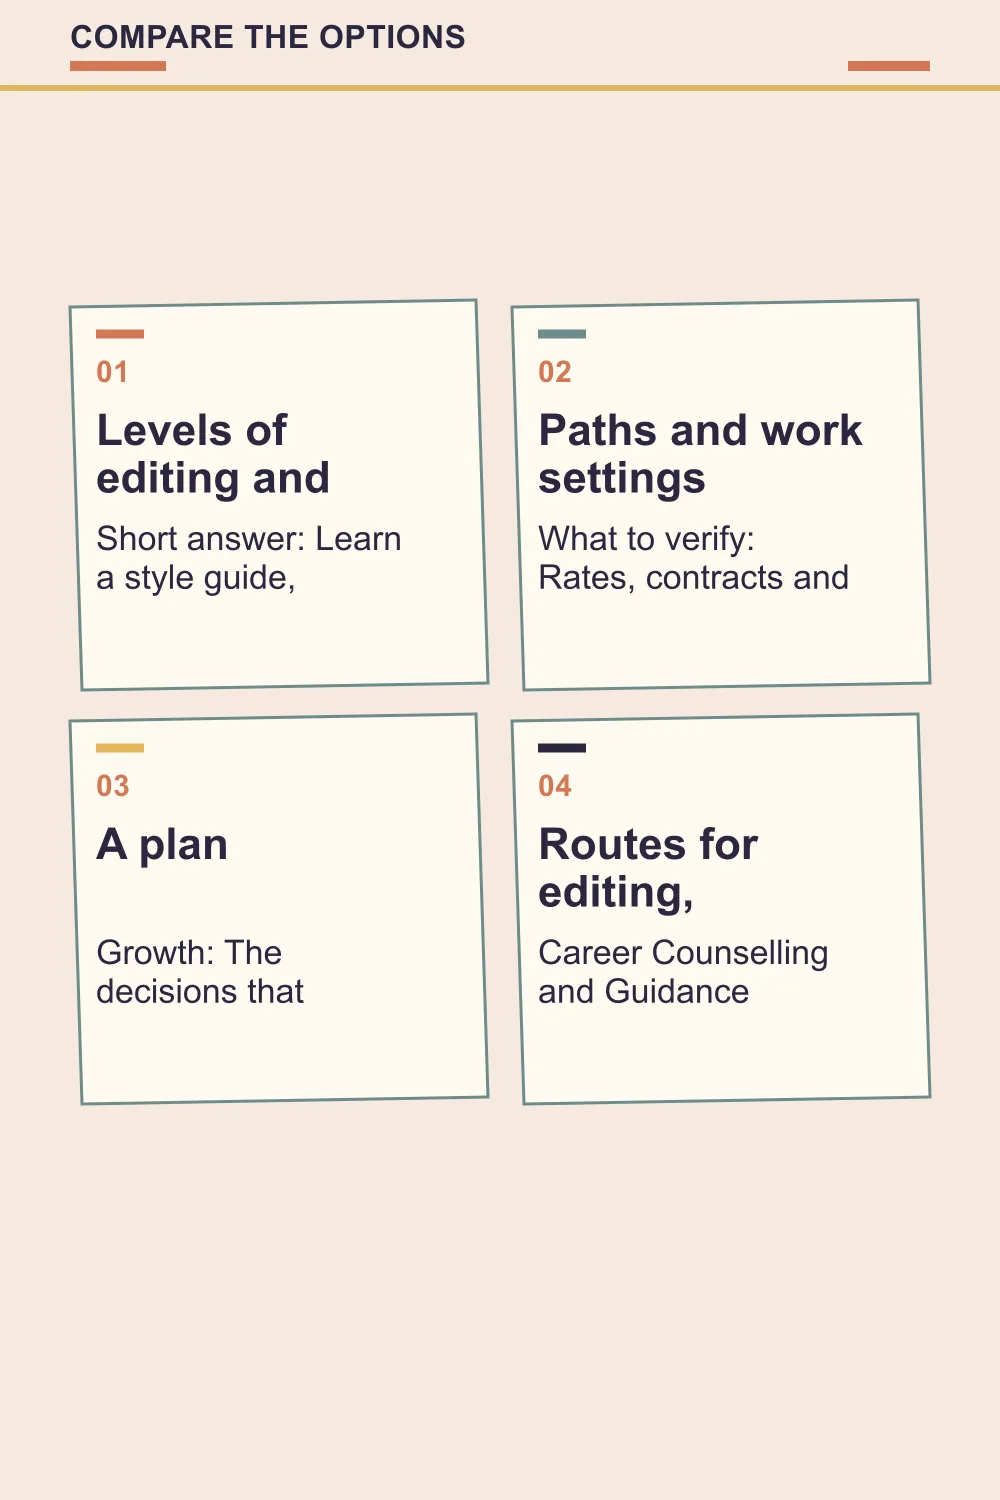 COMPARE THE OPTIONS
01
Levels of
editing and
Short answer: Learn
a style guide,
02
Paths and work
settings
What to verify:
Rates, contracts and
03
A plan
Growth: The
decisions that
04
Routes for
editing,
Career Counselling
and Guidance